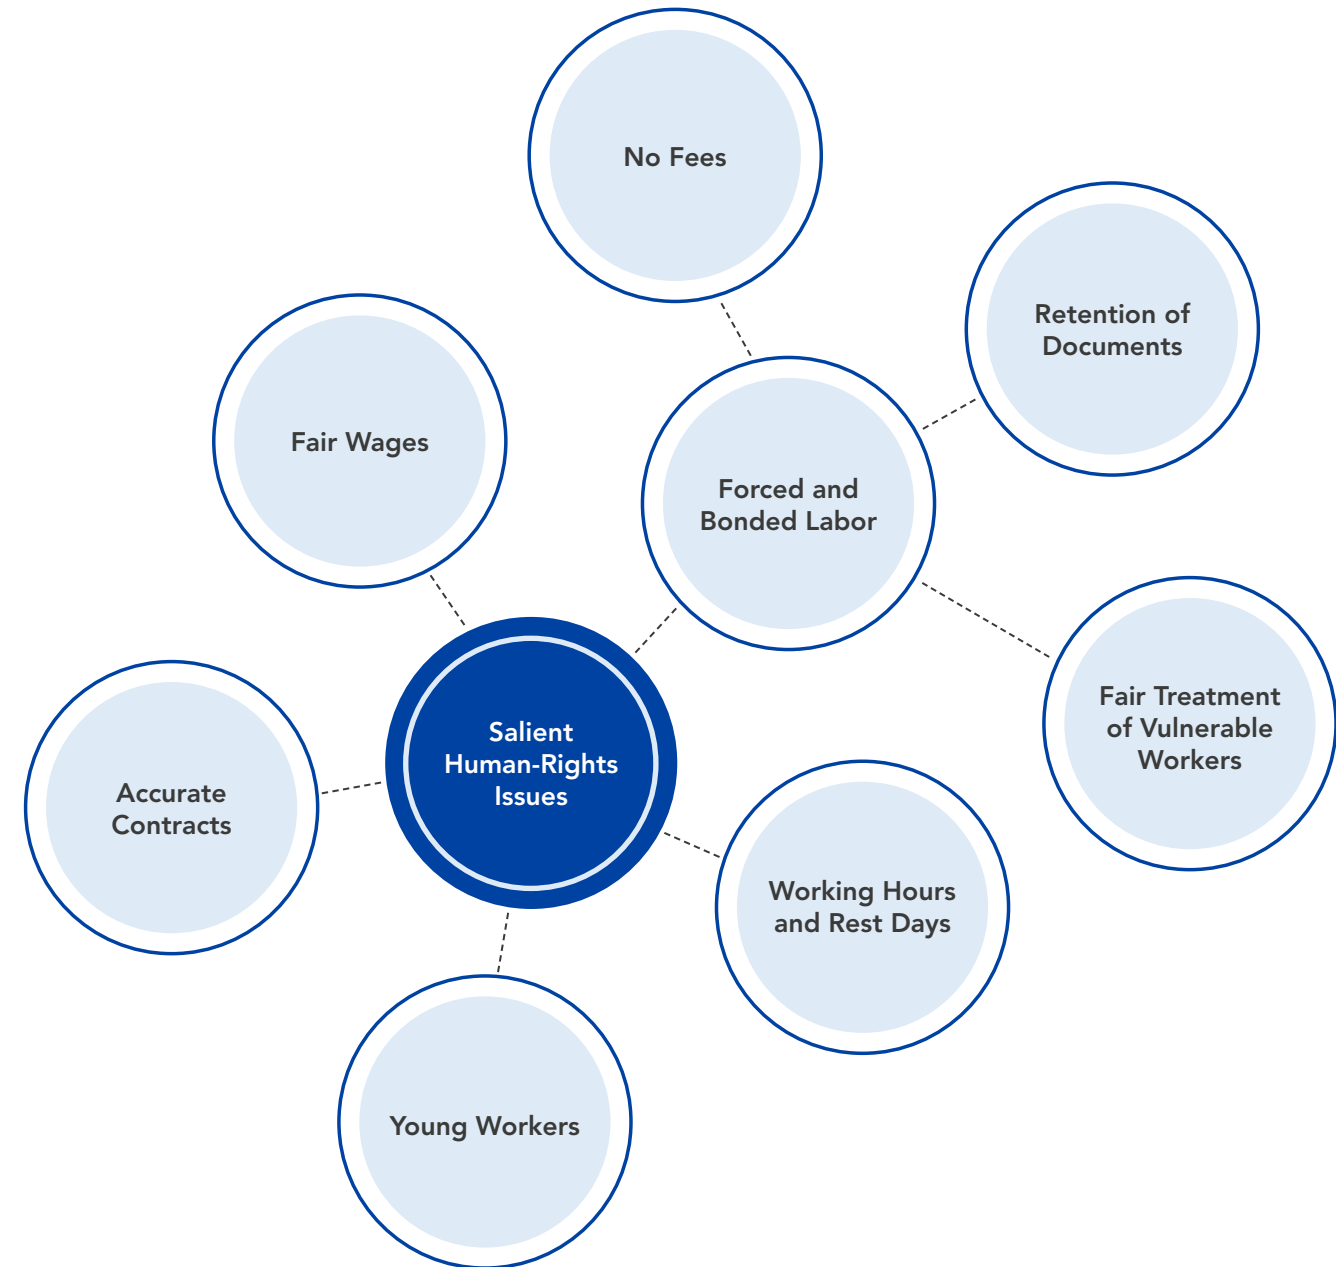 No Fees
Retention of
Documents
Fair Wages
Forced and
Bonded Labor
Fair Treatment
of Vulnerable
Workers
Salient
Human-Rights
Issues
Accurate
Contracts
Working Hours
and Rest Days
Young Workers